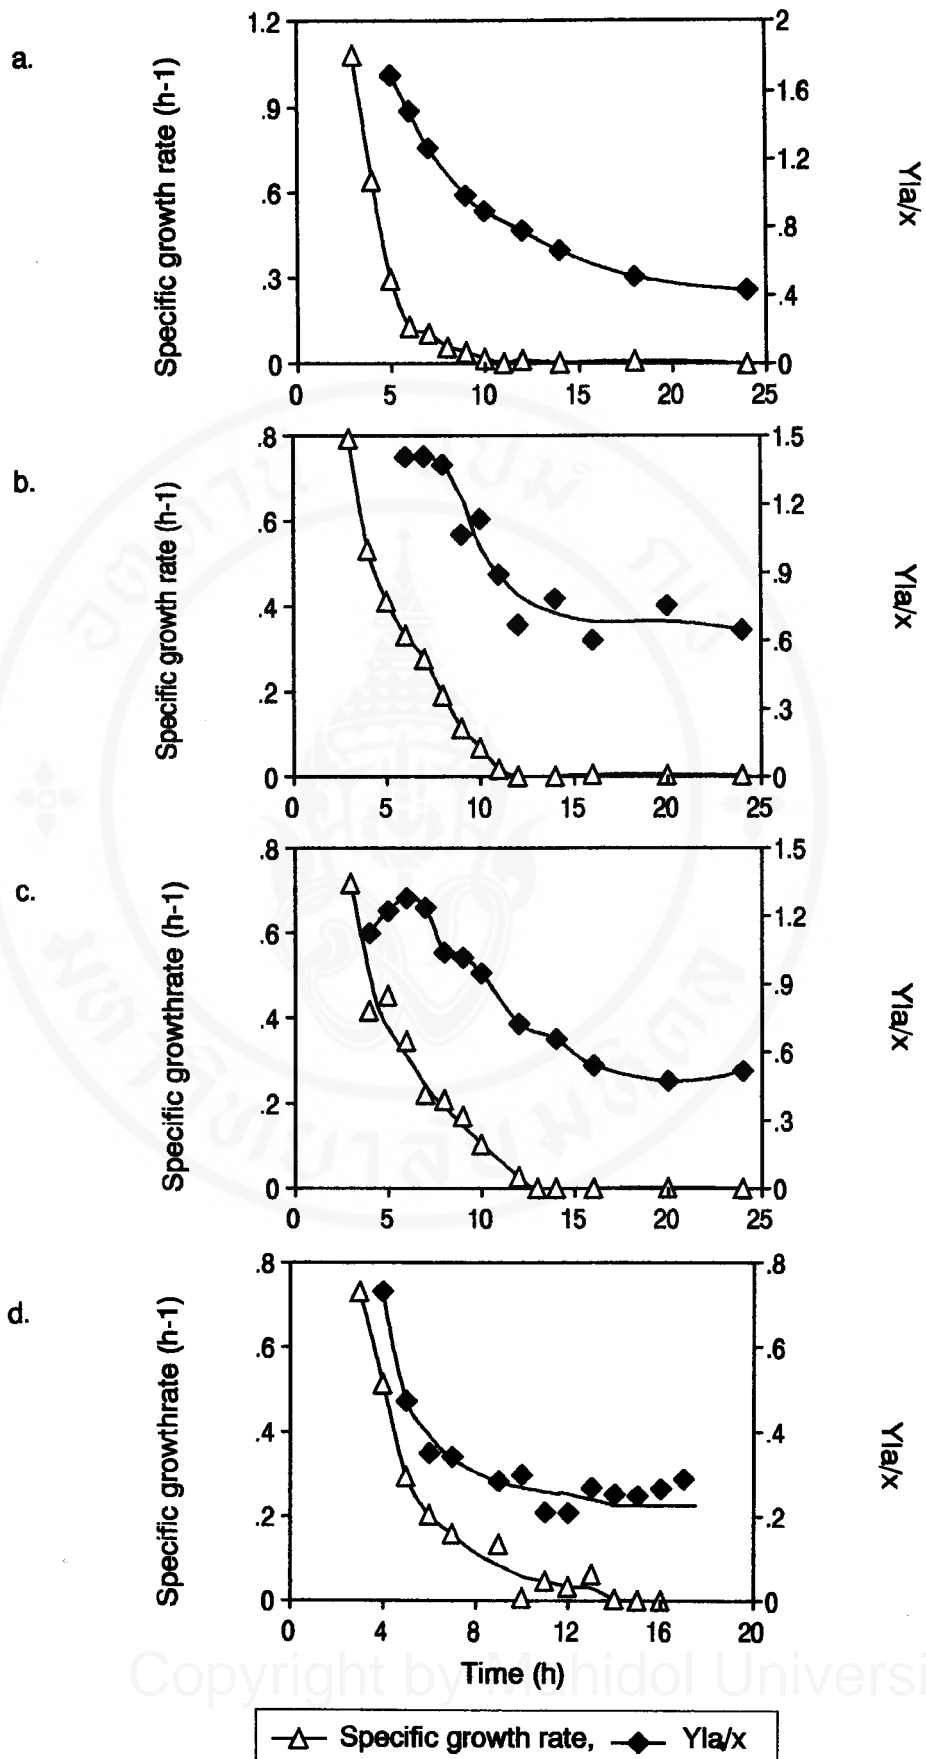 a.
Specific growth rate (h-1)
1.2
.9
.6
.3
0
2
1.6
1.2
.8
.4
0
Yla/x
0 5 10 15 20 25
b.
Specific growth rate (h-1)
.8
.6
.4
.2
0
1.5
1.2
.9
.6
.3
0
Yla/x
0 5 10 15 20 25
c.
Specific growthrate (h-1)
.8
.6
.4
.2
0
1.5
1.2
.9
.6
.3
0
Yla/x
0 5 10 15 20 25
d.
Specific growthrate (h-1)
.8
.6
.4
.2
0
.8
.6
.4
.2
0
Yla/x
0 4 8 12 16 20
Time (h)
Copyright by Mahidol Universi
Specific growth rate, Yla/x